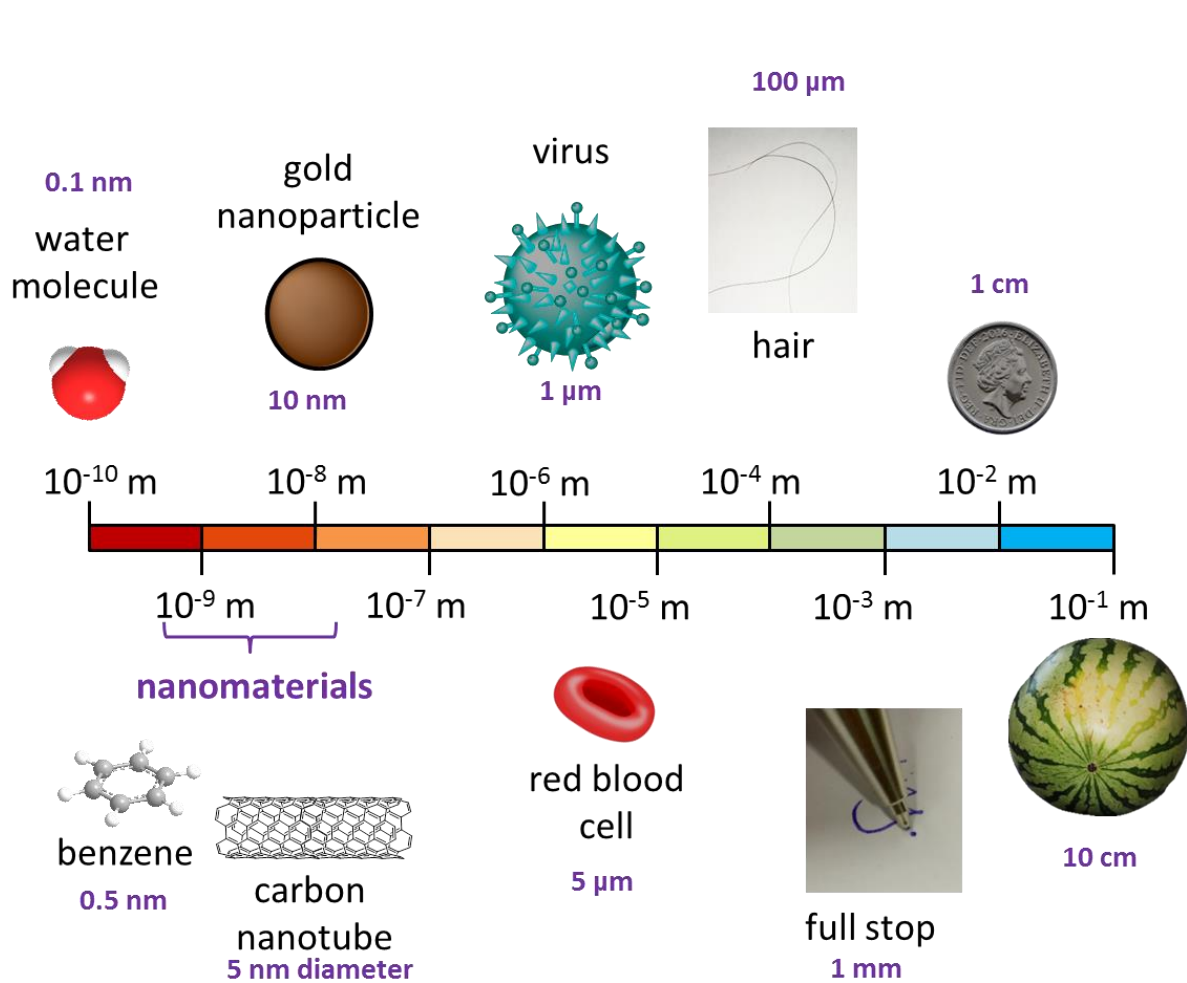 100 µm
virus
gold
nanoparticle
0.1 nm
water
molecule
1 cm
hair
10 nm
1 µm
10⁻¹⁰ m
10⁻⁸ m
10⁻⁶ m
10⁻⁴ m
10⁻² m
10⁻⁹ m
10⁻⁷ m
10⁻⁵ m
10⁻³ m
10⁻¹ m
nanomaterials
red blood
cell
benzene
0.5 nm
carbon
nanotube
5 nm diameter
5 µm
10 cm
full stop
1 mm